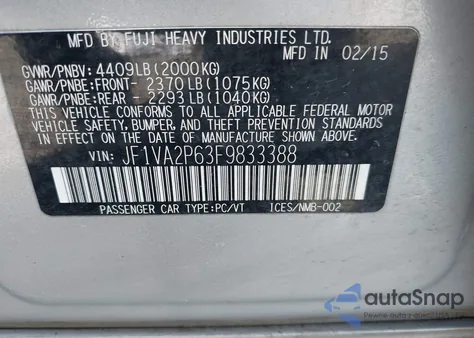 MFD BY FUJI HEAVY INDUSTRIES LTD.
MFD IN 02/15
GVWR/PNBV: 4409LB(2000KG)
GAWR/PNBE:FRONT- 2370LB(1075KG)
GAWR/PNBE:REAR - 2293LB(1040KG)
THIS VEHICLE CONFORMS TO ALL APPLICABLE FEDERAL MOTOR
VEHICLE SAFETY, BUMPER, AND THEFT PREVENTION STANDARDS
IN EFFECT ON THE DATE OF MANUFACTURE SHOWN ABOVE.
VIN: JF1VA2P63F9833388
PASSENGER CAR TYPE:PC/VT ICES/NMB-002
autoSnap